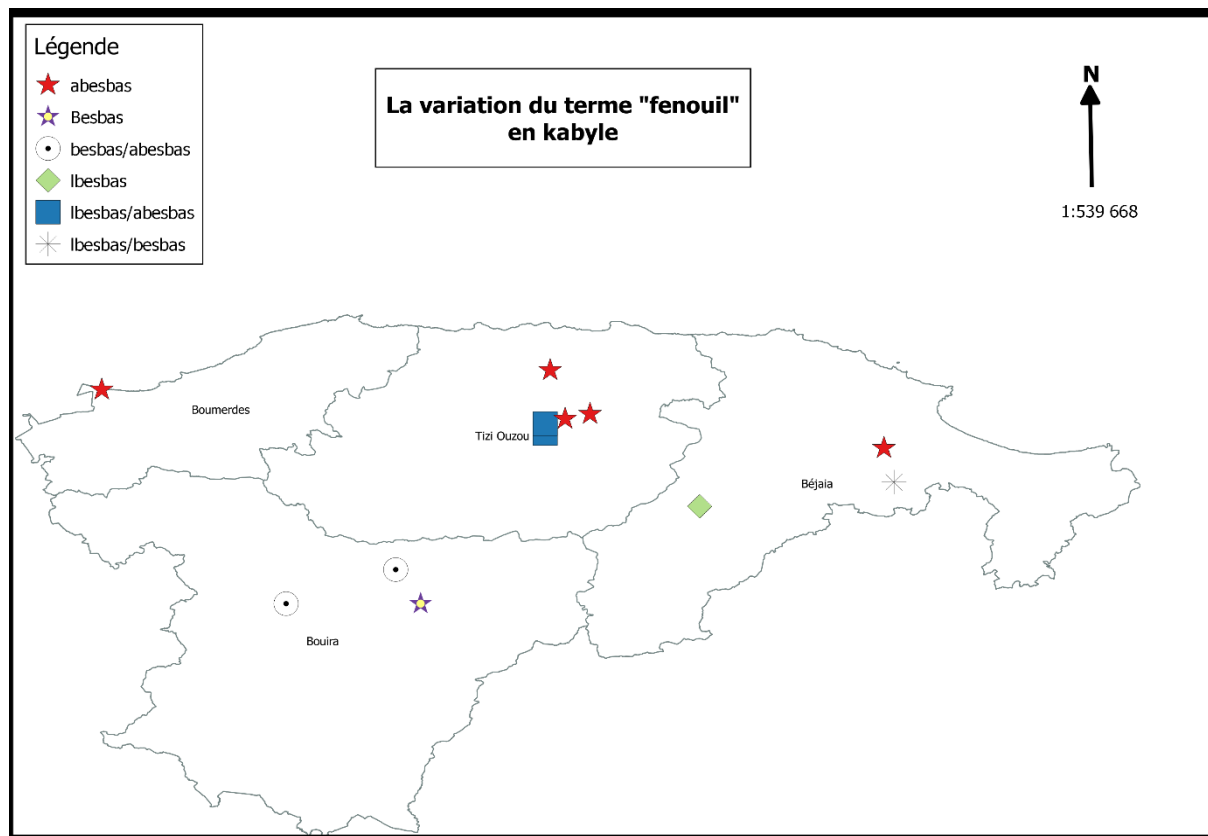 Légende
abesbas
Besbas
besbas/abesbas
lbesbas
lbesbas/abesbas
lbesbas/besbas
La variation du terme "fenouil"
en kabyle
N
1:539 668
Boumerdes
Tizi Ouzou
Béjaia
Bouira